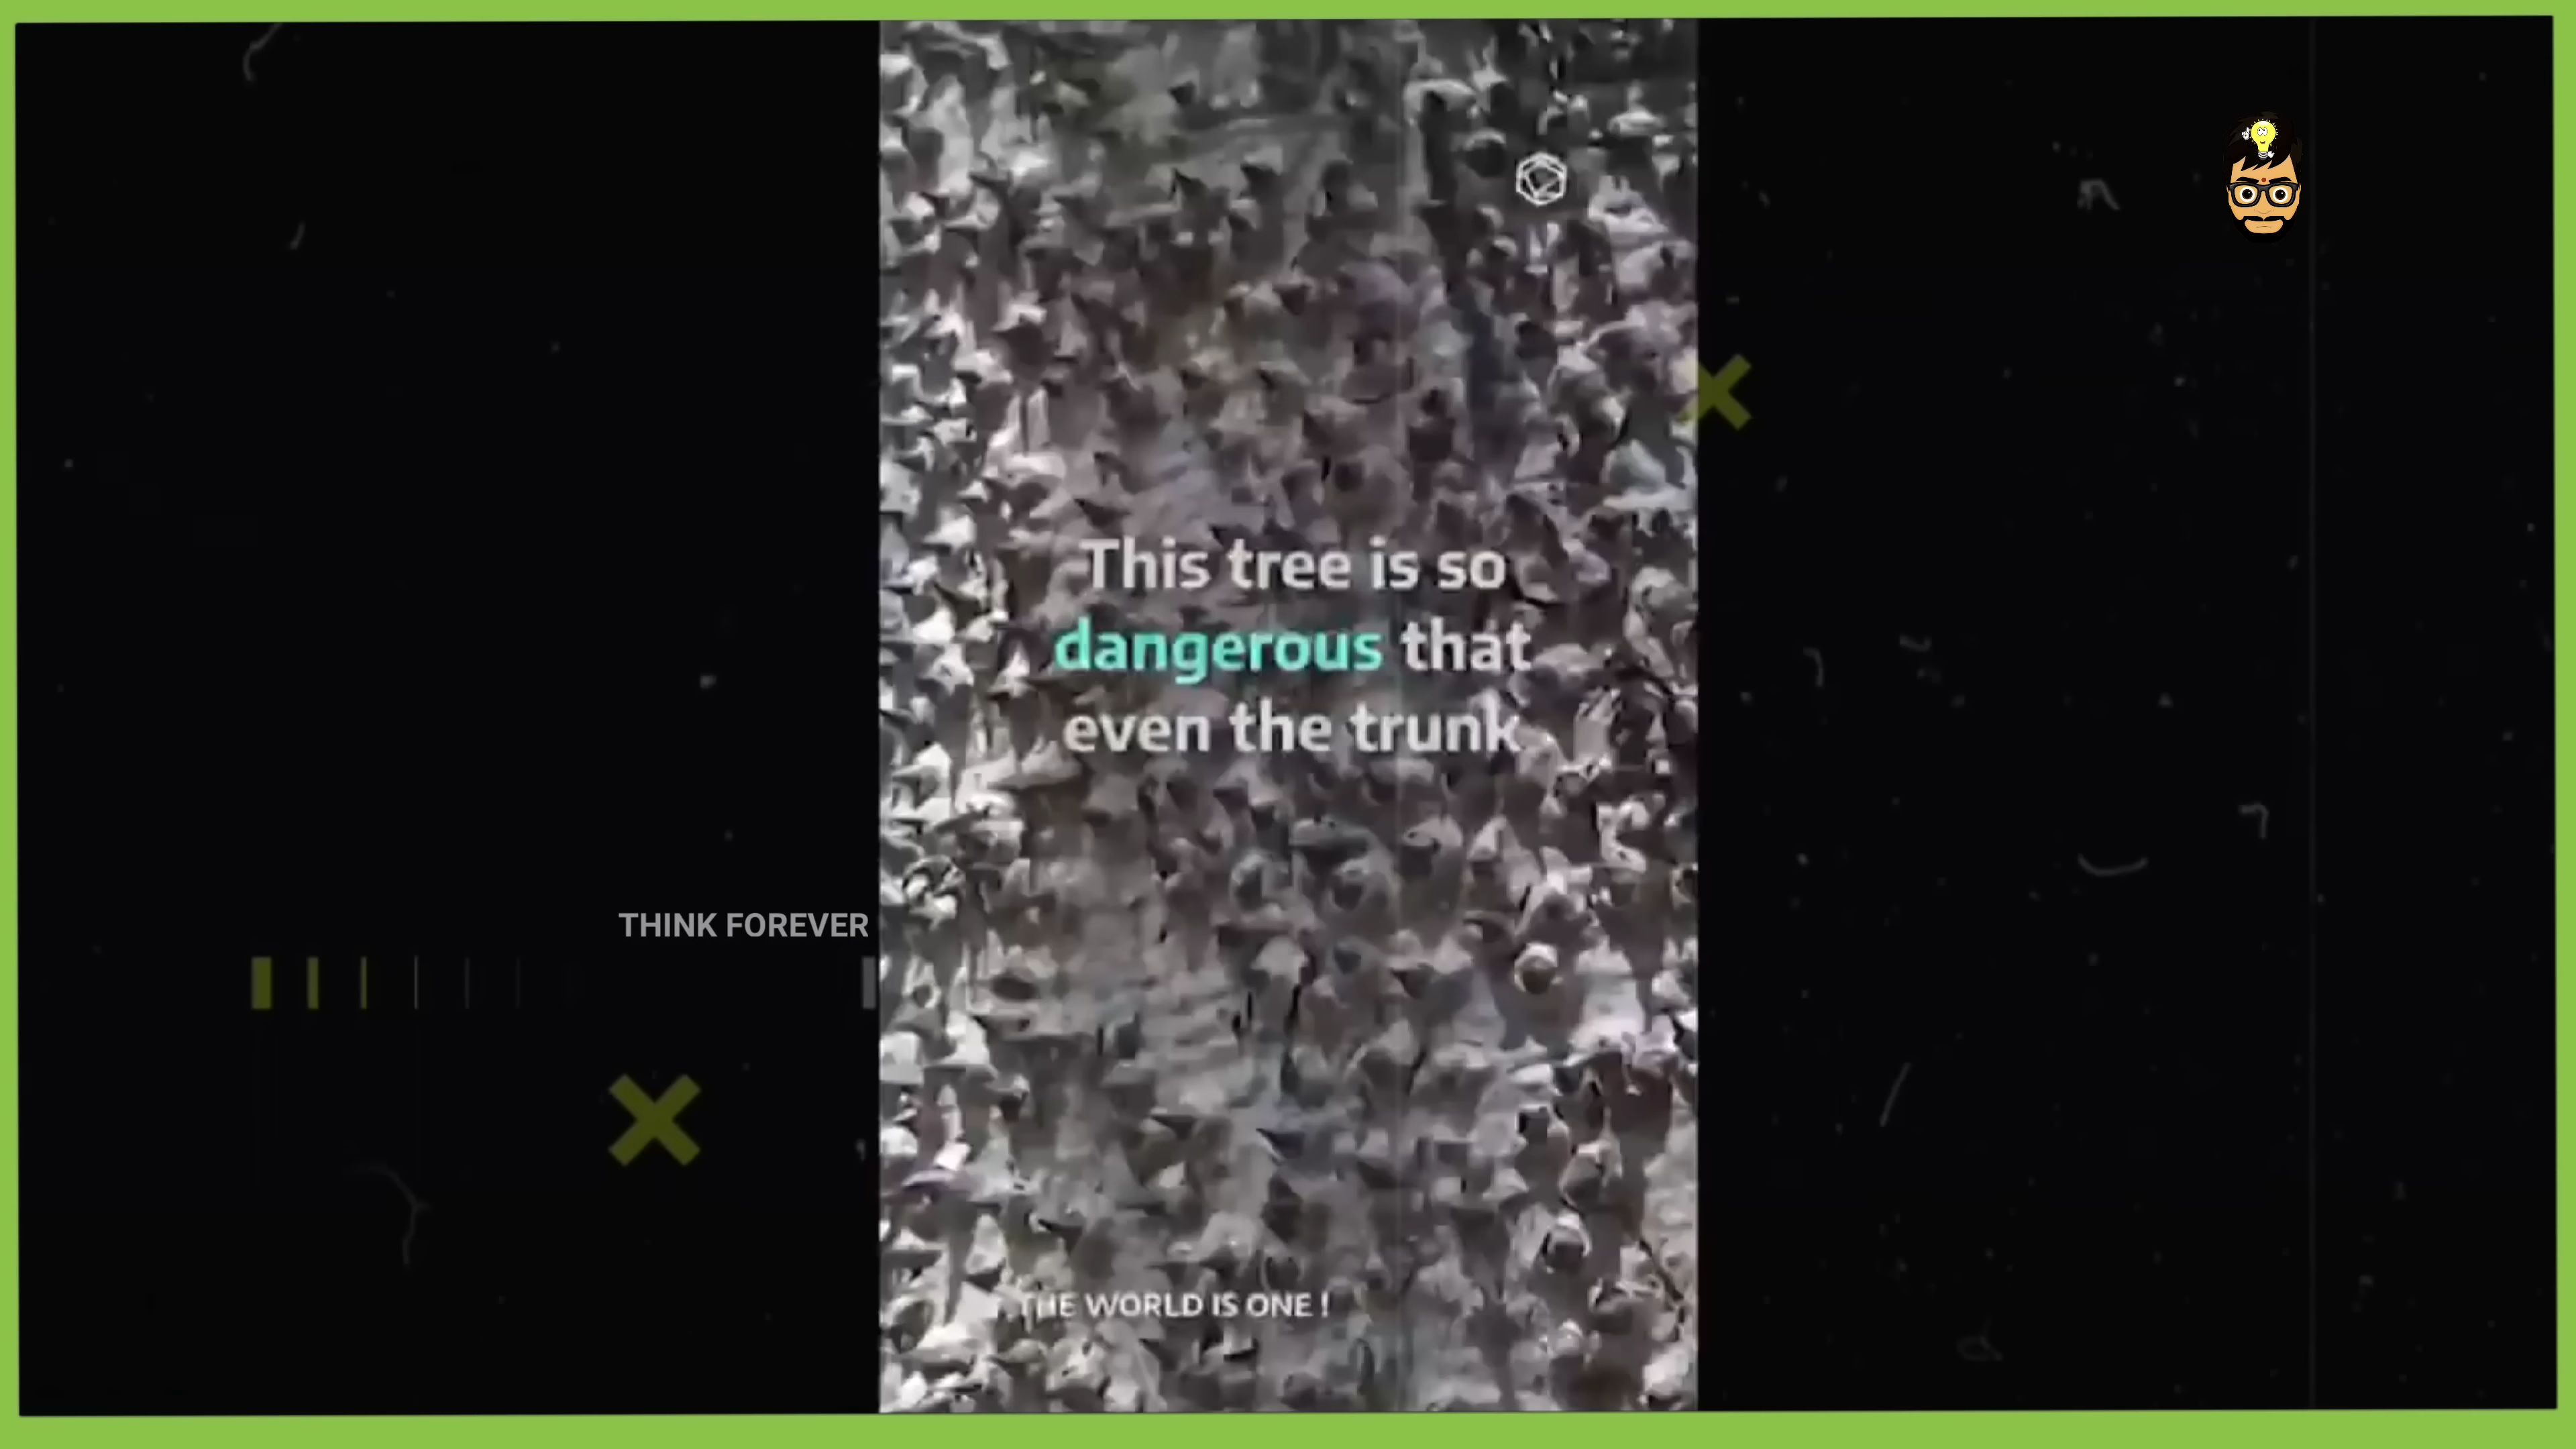 This tree is so
dangerous that
even the trunk
THINK FOREVER
THE WORLD IS ONE !